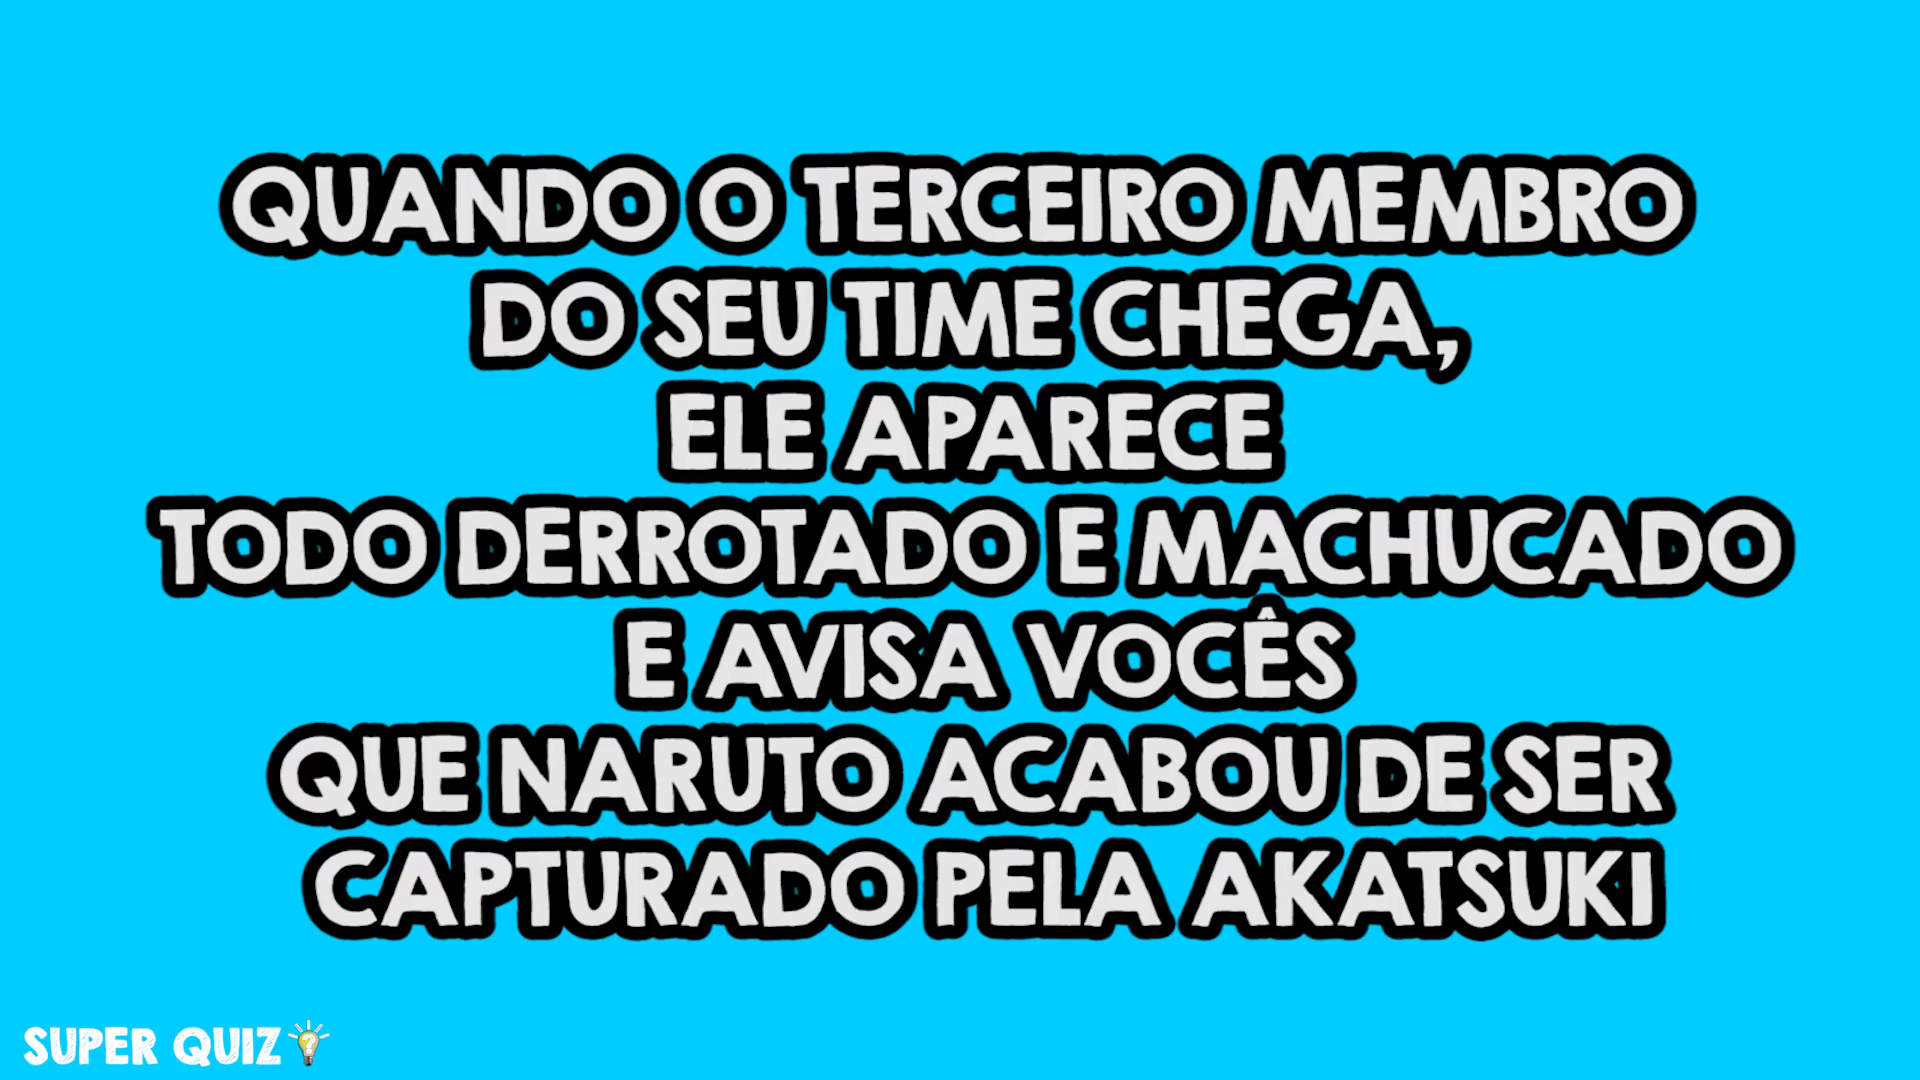 QUANDO O TERCEIRO MEMBRO
DO SEU TIME CHEGA,
ELE APARECE
TODO DERROTADO E MACHUCADO
E AVISA VOCÊS
QUE NARUTO ACABOU DE SER
CAPTURADO PELA AKATSUKI
SUPER QUIZ